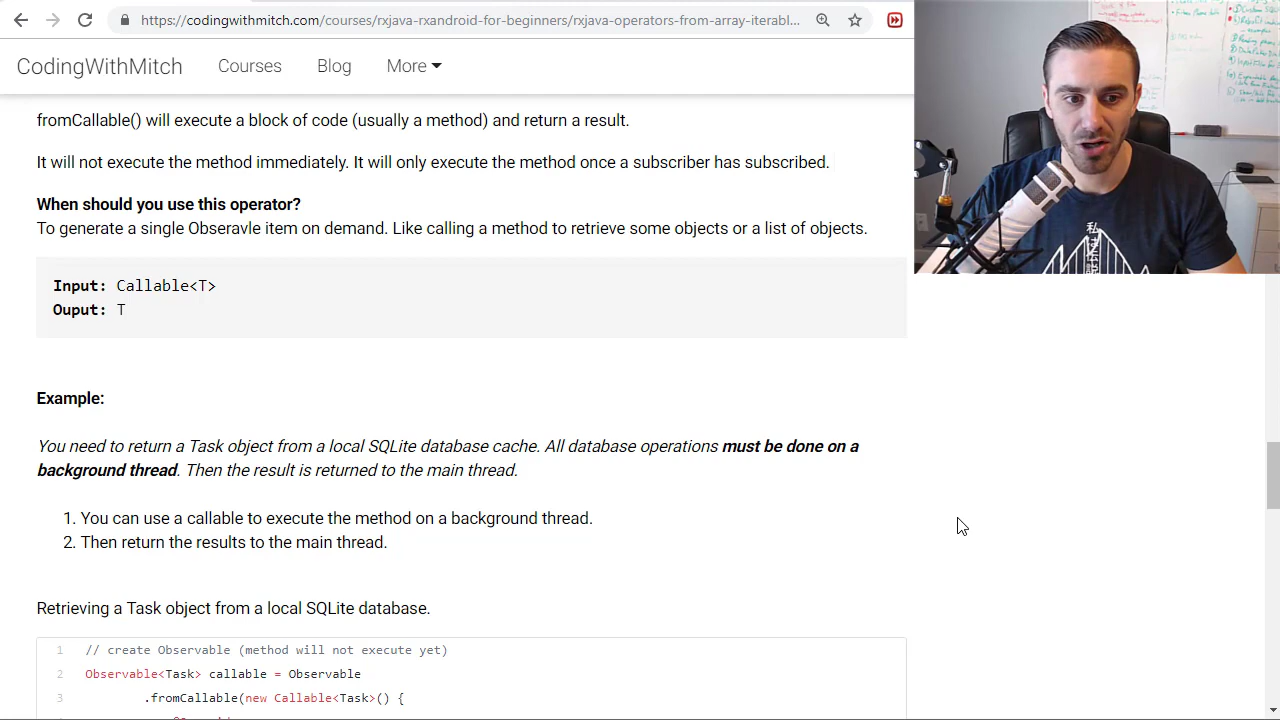 https://codingwithmitch.com/courses/rxjava-rxandroid-for-beginners/rxjava-operators-from-array-iterabl...
CodingWithMitch
Courses
Blog
More
fromCallable() will execute a block of code (usually a method) and return a result.
It will not execute the method immediately. It will only execute the method once a subscriber has subscribed.
When should you use this operator?
To generate a single Obseravle item on demand. Like calling a method to retrieve some objects or a list of objects.
Input: Callable<T>
Ouput: T
Example:
You need to return a Task object from a local SQLite database cache. All database operations must be done on a
background thread. Then the result is returned to the main thread.
1. You can use a callable to execute the method on a background thread.
2. Then return the results to the main thread.
Retrieving a Task object from a local SQLite database.
1 // create Observable (method will not execute yet)
2 Observable<Task> callable = Observable
3 .fromCallable(new Callable<Task>() {
私